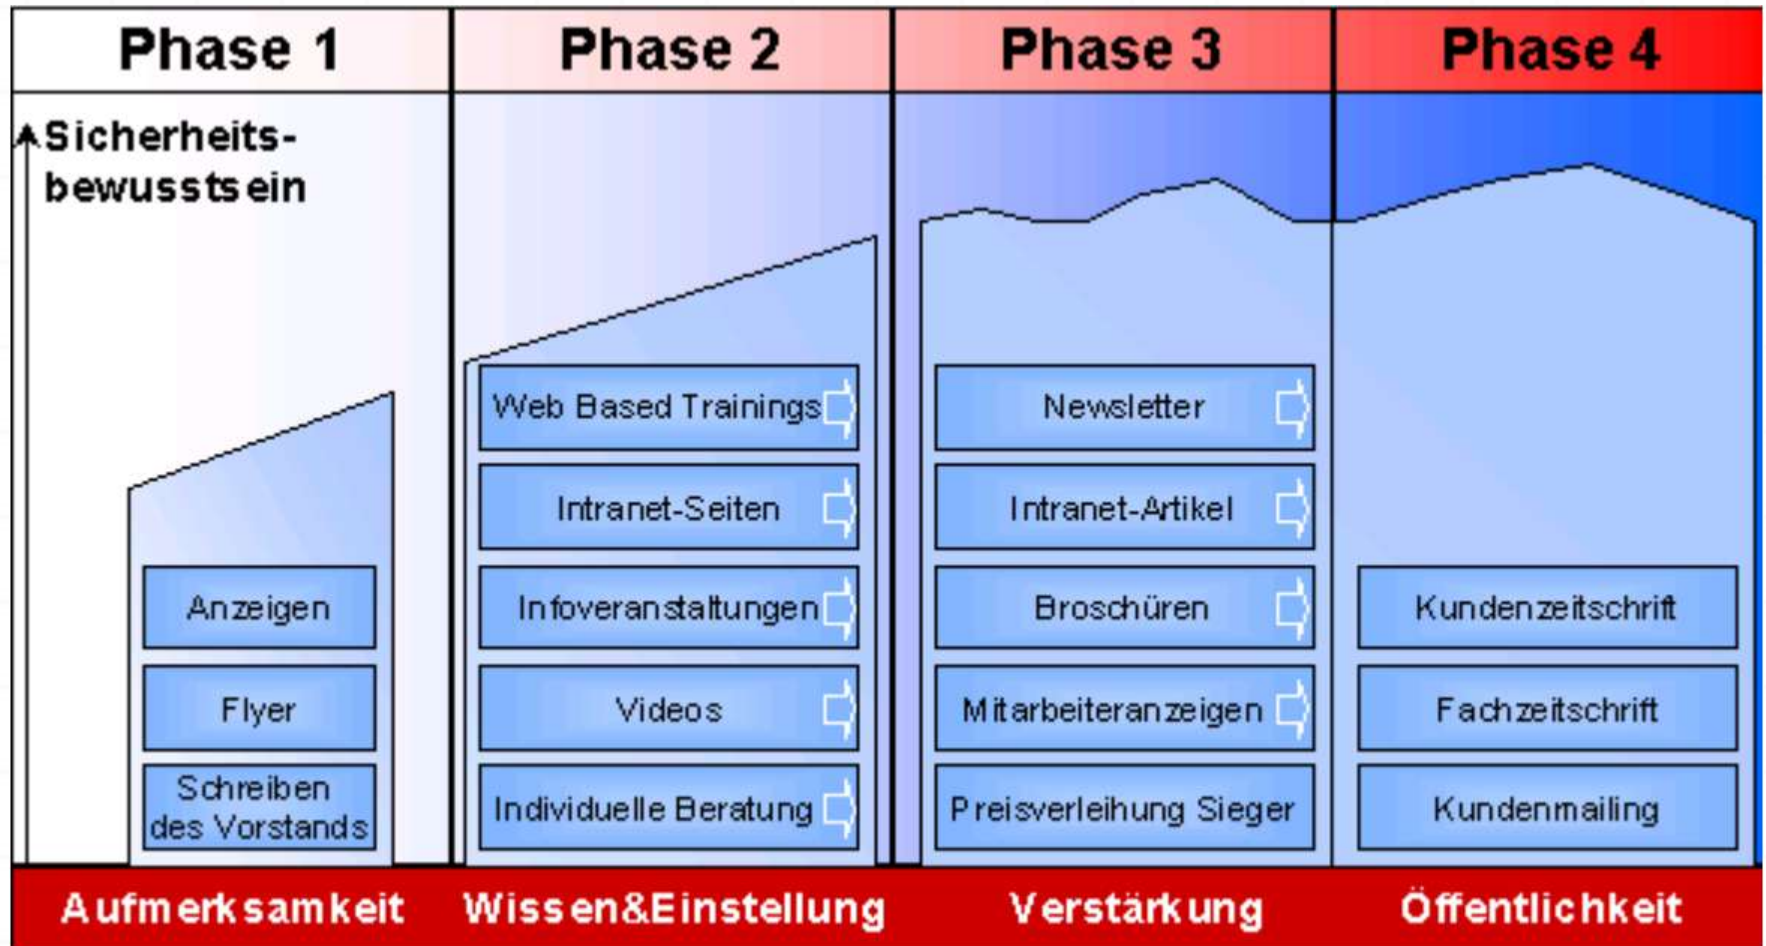 Phase 1
Phase 2
Phase 3
Phase 4
Sicherheits-
bewusstsein
Anzeigen
Flyer
Schreiben
des Vorstands
Web Based Trainings
Intranet-Seiten
Infoveranstaltungen
Videos
Individuelle Beratung
Newsletter
Intranet-Artikel
Broschüren
Mitarbeiteranzeigen
Preisverleihung Sieger
Kundenzeitschrift
Fachzeitschrift
Kundenmailing
Aufmerksamkeit
Wissen&Einstellung
Verstärkung
Öffentlichkeit